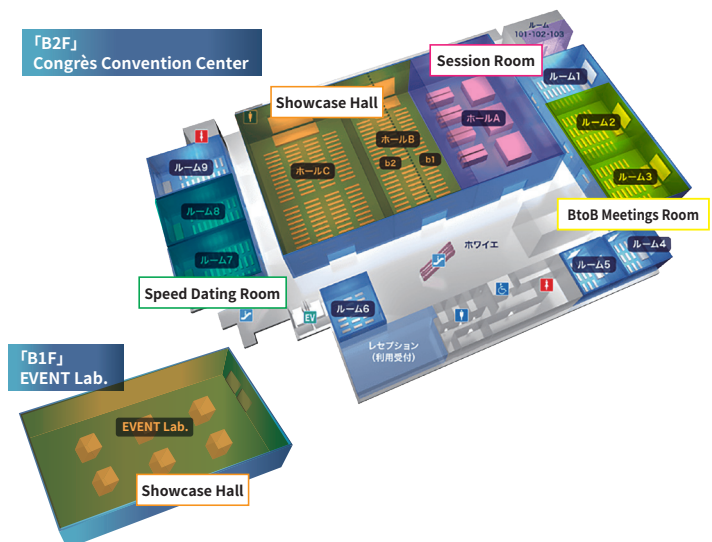 「B2F」
Congrès Convention Center
ルーム
101・102・103
Session Room
ルーム1
Showcase Hall
ルーム2
ホールA
ホールB
b2
b1
ルーム9
ホールC
ルーム3
ルーム8
BtoB Meetings Room
ホワイエ
ルーム4
ルーム7
ルーム5
Speed Dating Room
ルーム6
EV
レセプション
(利用受付)
「B1F」
EVENT Lab.
EVENT Lab.
Showcase Hall